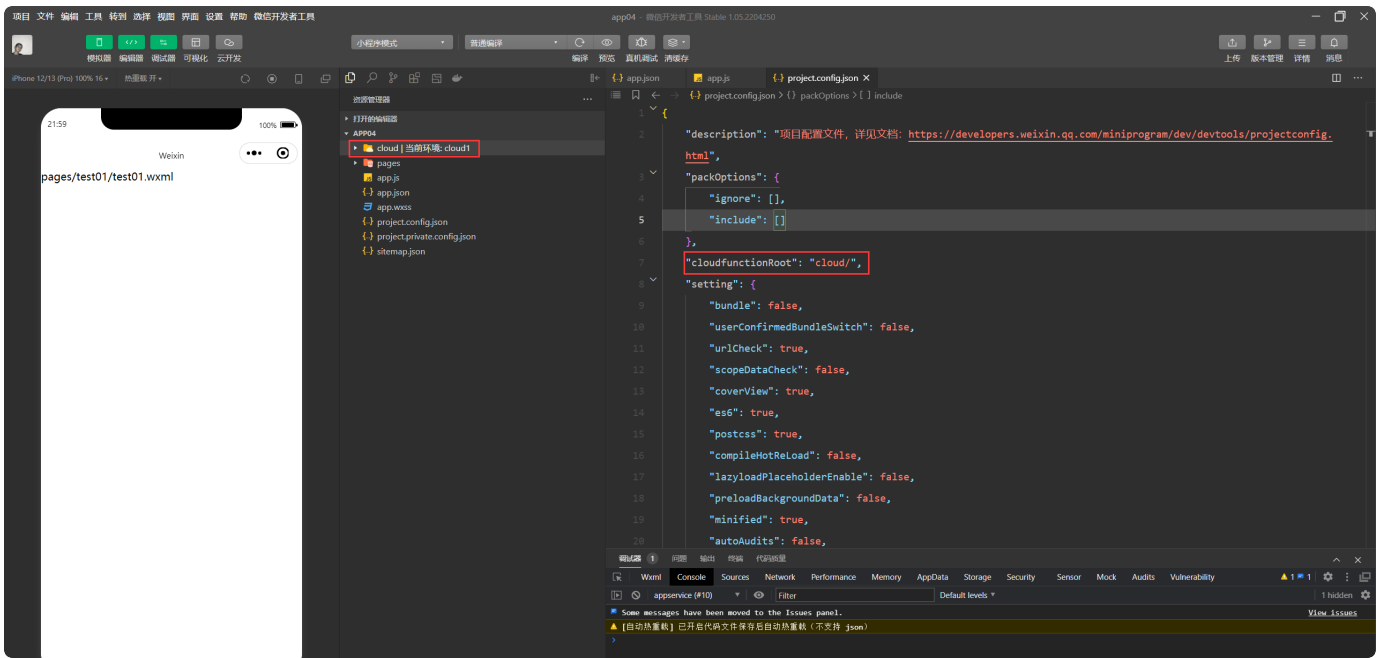 项目 文件 编辑 工具 转到 选择 视图 界面 设置 帮助 微信开发者工具
app04 - 微信开发者工具 Stable 1.05.2204250
模拟器 编辑器 调试器 可视化 云开发
小程序模式 普通编译
编译 预览 真机调试 清缓存
上传 版本管理 详情 消息
iPhone 12/13 (Pro) 100% 16 热重载 开
21:59 100%
Weixin
pages/test01/test01.wxml
资源管理器
打开的编辑器
APP04
cloud | 当前环境: cloud1
pages
app.js
app.json
app.wxss
project.config.json
project.private.config.json
sitemap.json
app.json app.js project.config.json
project.config.json > {} packOptions > [ ] include
1 {
2 "description": "项目配置文件，详见文档：https://developers.weixin.qq.com/miniprogram/dev/devtools/projectconfig.
html",
3 "packOptions": {
4 "ignore": [],
5 "include": []
6 },
7 "cloudfunctionRoot": "cloud/",
8 "setting": {
9 "bundle": false,
10 "userConfirmedBundleSwitch": false,
11 "urlCheck": true,
12 "scopeDataCheck": false,
13 "coverView": true,
14 "es6": true,
15 "postcss": true,
16 "compileHotReLoad": false,
17 "lazyloadPlaceholderEnable": false,
18 "preloadBackgroundData": false,
19 "minified": true,
20 "autoAudits": false,
调试器 1 问题 输出 终端 代码质量
Wxml Console Sources Network Performance Memory AppData Storage Security Sensor Mock Audits Vulnerability 1 1
appservice (#10) Filter Default levels 1 hidden
Some messages have been moved to the Issues panel. View issues
[自动热重载] 已开启代码文件保存后自动热重载（不支持 json）